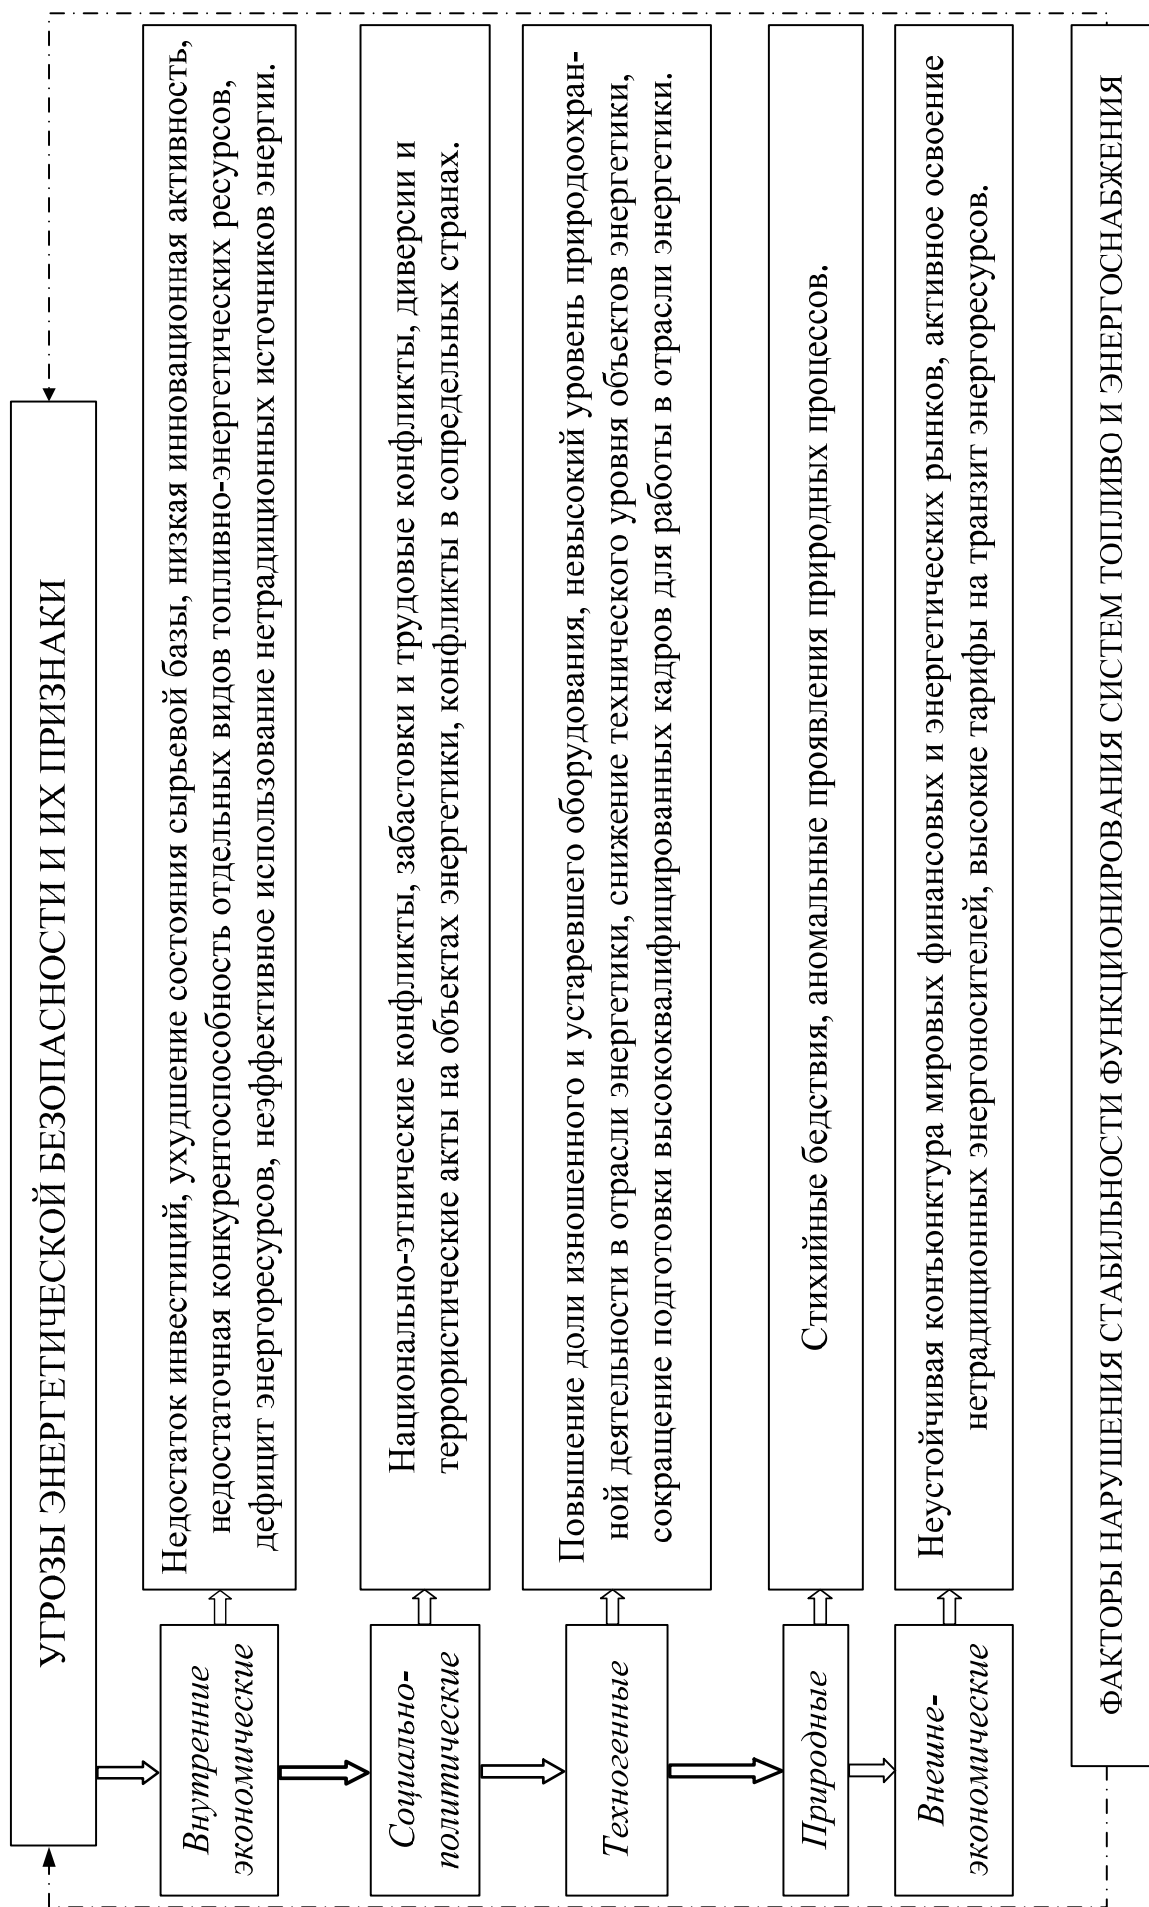 УГРОЗЫ ЭНЕРГЕТИЧЕСКОЙ БЕЗОПАСНОСТИ И ИХ ПРИЗНАКИ
Внутренние
экономические
Недостаток инвестиций, ухудшение состояния сырьевой базы, низкая инновационная активность,
недостаточная конкурентоспособность отдельных видов топливно-энергетических ресурсов,
дефицит энергоресурсов, неэффективное использование нетрадиционных источников энергии.
Социально-
политические
Национально-этнические конфликты, забастовки и трудовые конфликты, диверсии и
террористические акты на объектах энергетики, конфликты в сопредельных странах.
Техногенные
Повышение доли изношенного и устаревшего оборудования, невысокий уровень природоохран-
ной деятельности в отрасли энергетики, снижение технического уровня объектов энергетики,
сокращение подготовки высококвалифицированных кадров для работы в отрасли энергетики.
Природные
Стихийные бедствия, аномальные проявления природных процессов.
Внешне-
экономические
Неустойчивая конъюнктура мировых финансовых и энергетических рынков, активное освоение
нетрадиционных энергоносителей, высокие тарифы на транзит энергоресурсов.
ФАКТОРЫ НАРУШЕНИЯ СТАБИЛЬНОСТИ ФУНКЦИОНИРОВАНИЯ СИСТЕМ ТОПЛИВО И ЭНЕРГОСНАБЖЕНИЯ